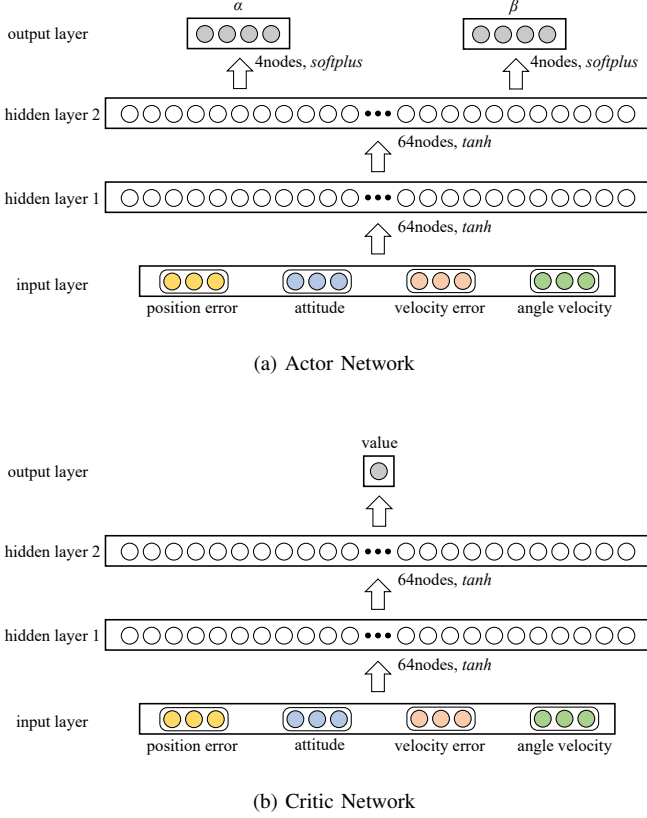 α β
output layer
4nodes, softplus 4nodes, softplus
hidden layer 2
64nodes, tanh
hidden layer 1
64nodes, tanh
input layer
position error attitude velocity error angle velocity
(a) Actor Network
value
output layer
hidden layer 2
64nodes, tanh
hidden layer 1
64nodes, tanh
input layer
position error attitude velocity error angle velocity
(b) Critic Network